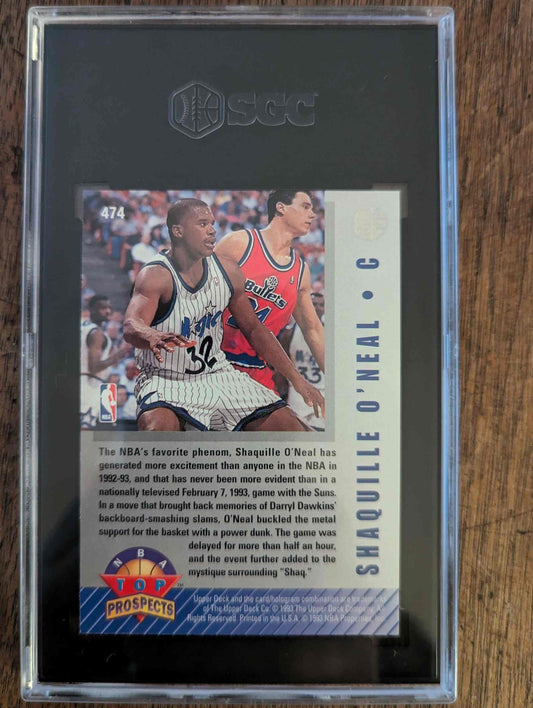 SGC
474
Magic
32
Bullets
24
33
NBA
SHAQUILLE O'NEAL • C
The NBA's favorite phenom, Shaquille O'Neal has
generated more excitement than anyone in the NBA in
1992-93, and that has never been more evident than in a
nationally televised February 7, 1993, game with the Suns.
In a move that brought back memories of Darryl Dawkins'
backboard-smashing slams, O'Neal buckled the metal
support for the basket with a power dunk. The game was
delayed for more than half an hour,
and the event further added to the
mystique surrounding "Shaq."
NBA
TOP
PROSPECTS
TM
Upper Deck and the card/hologram combination are trademarks
of The Upper Deck Co. © 1993 The Upper Deck Company. All
Rights Reserved. Printed in the U.S.A. © 1993 NBA Properties, Inc.